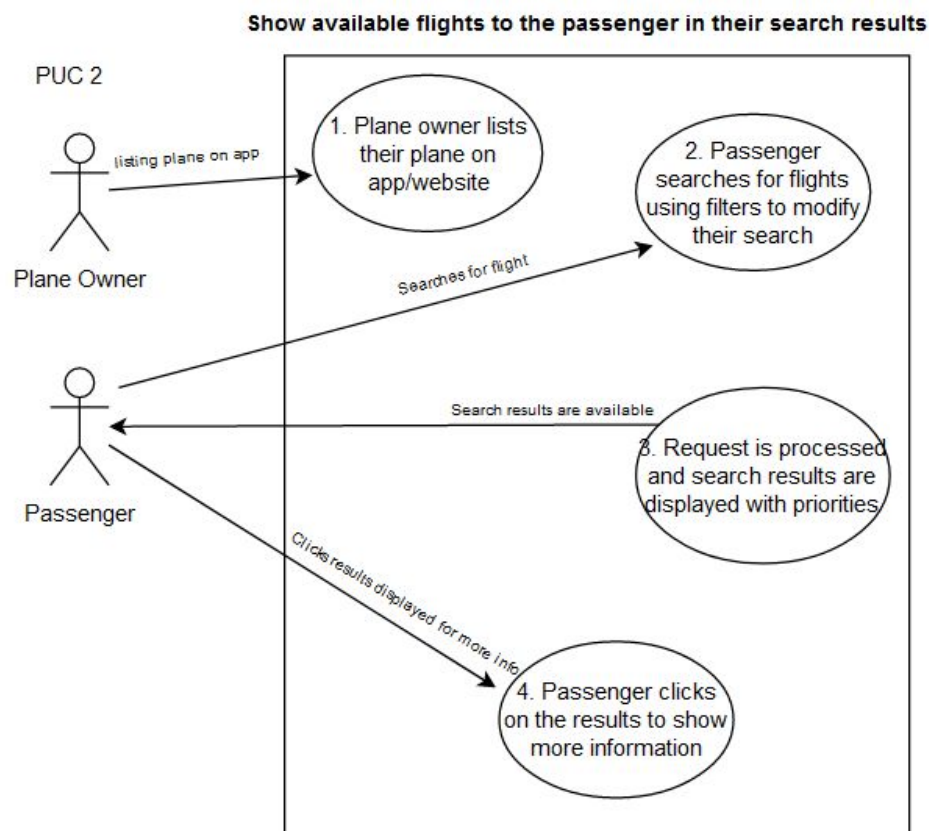 Show available flights to the passenger in their search results
PUC 2
listing plane on app
Plane Owner
1. Plane owner lists
their plane on
app/website
2. Passenger
searches for flights
using filters to modify
their search
Searches for flight
Passenger
Search results are available
3. Request is processed
and search results are
displayed with priorities
Clicks results displayed for more info
4. Passenger clicks
on the results to show
more information